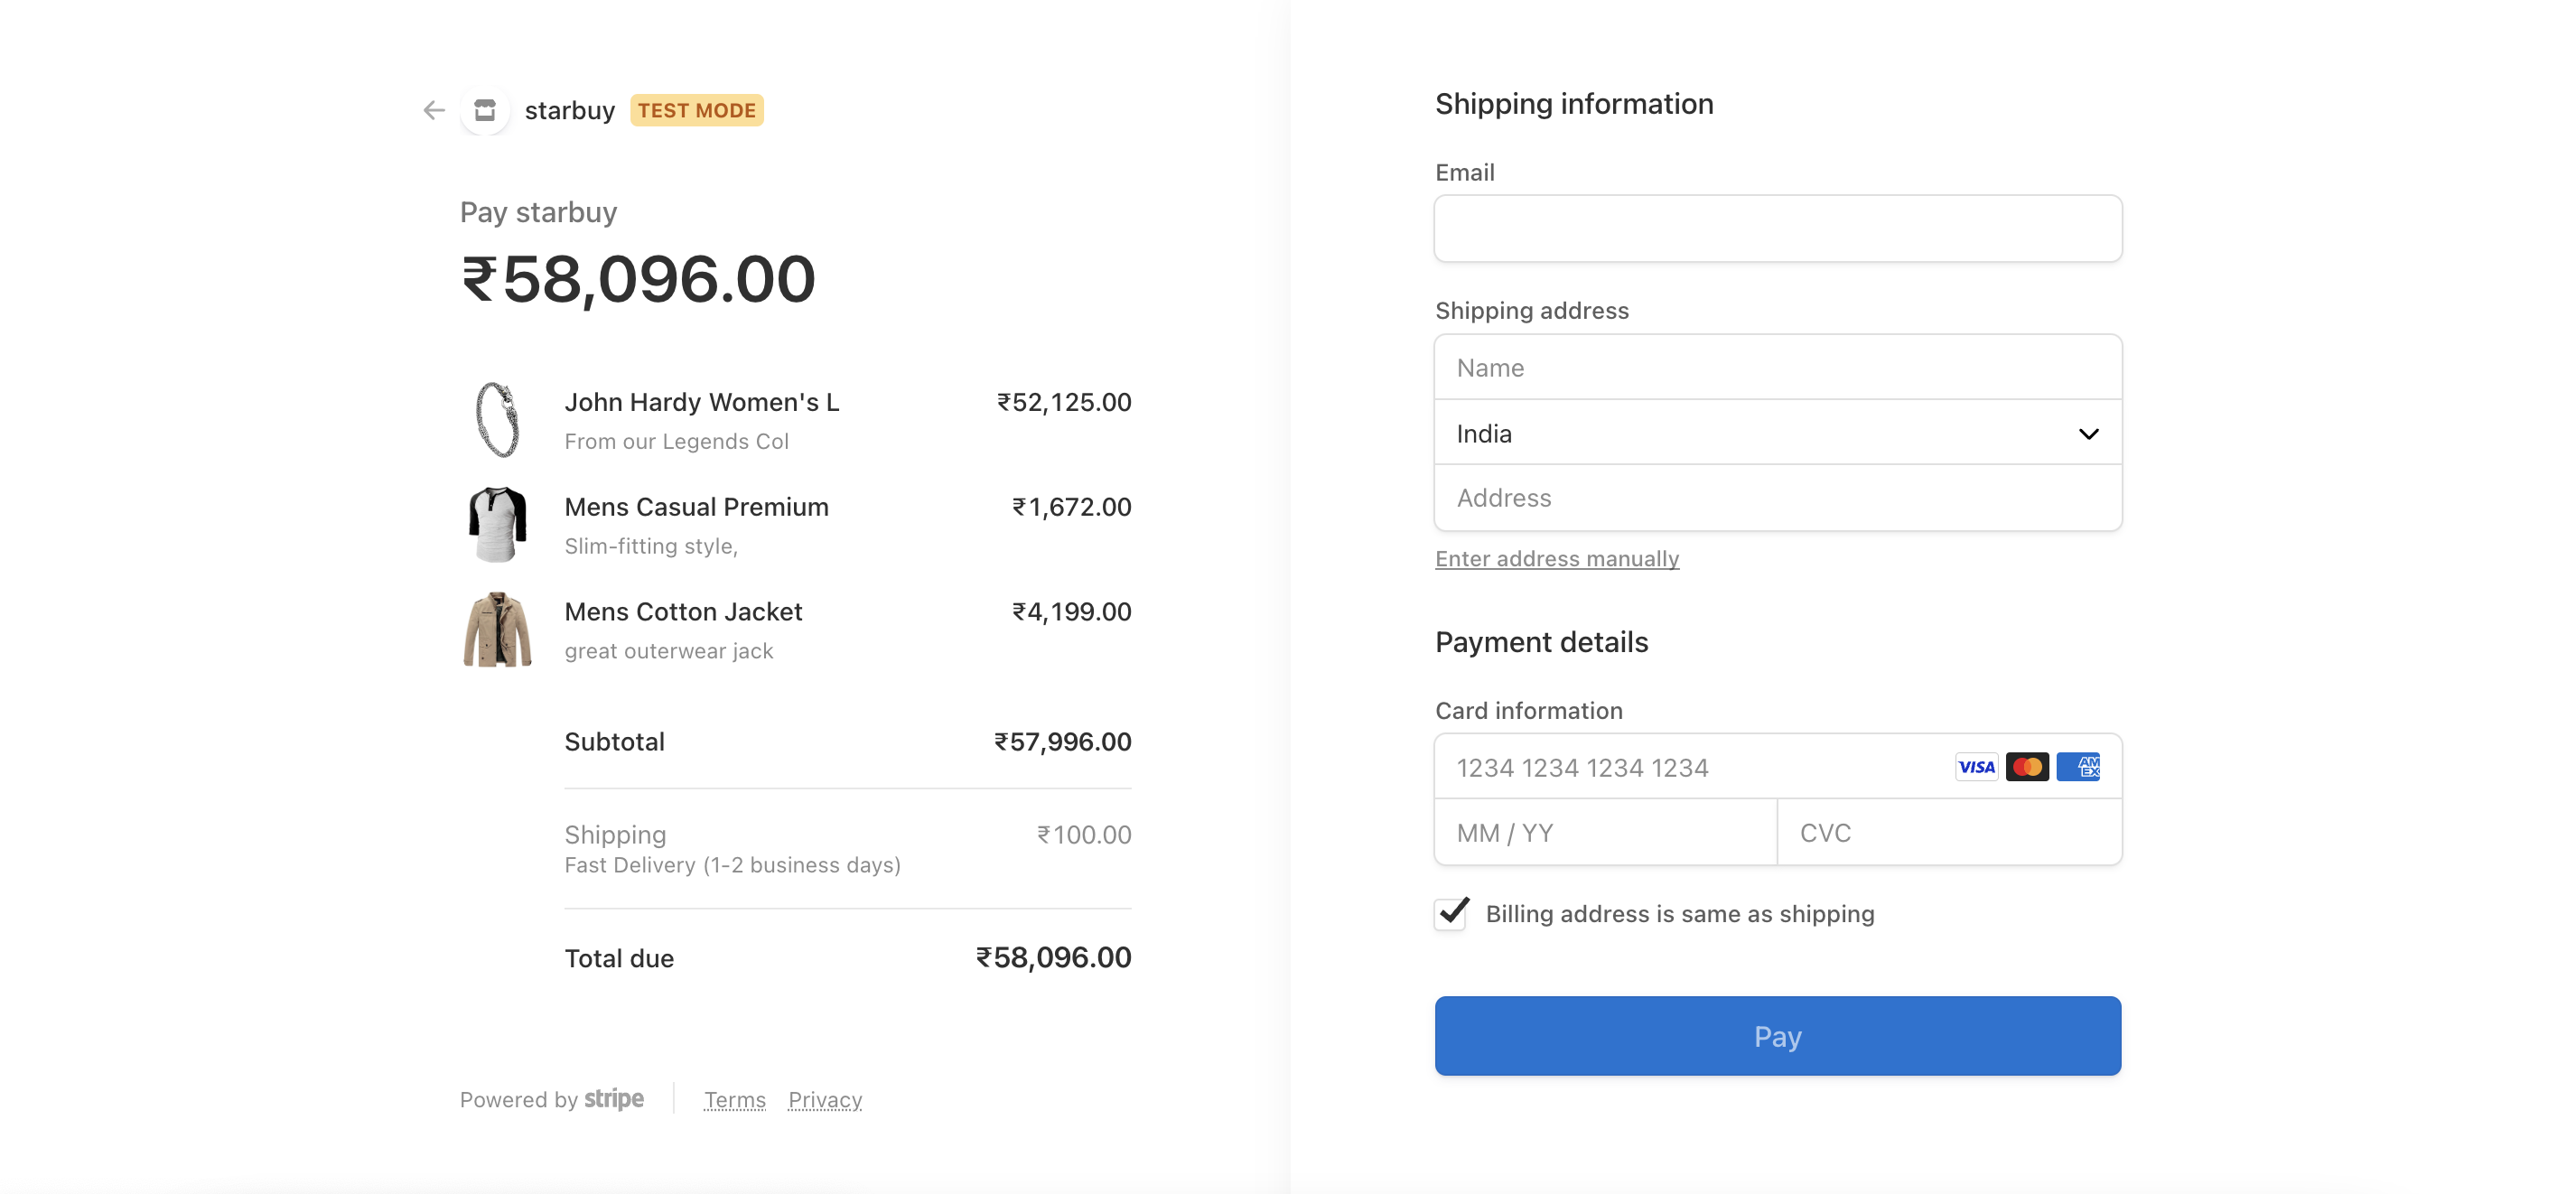 starbuy TEST MODE
Pay starbuy
₹58,096.00
John Hardy Women's L ₹52,125.00
From our Legends Col
Mens Casual Premium ₹1,672.00
Slim-fitting style,
Mens Cotton Jacket ₹4,199.00
great outerwear jack
Subtotal ₹57,996.00
Shipping ₹100.00
Fast Delivery (1-2 business days)
Total due ₹58,096.00
Powered by stripe Terms Privacy
Shipping information
Email
Shipping address
Name
India
Address
Enter address manually
Payment details
Card information
1234 1234 1234 1234 VISA AM EX
MM / YY CVC
Billing address is same as shipping
Pay